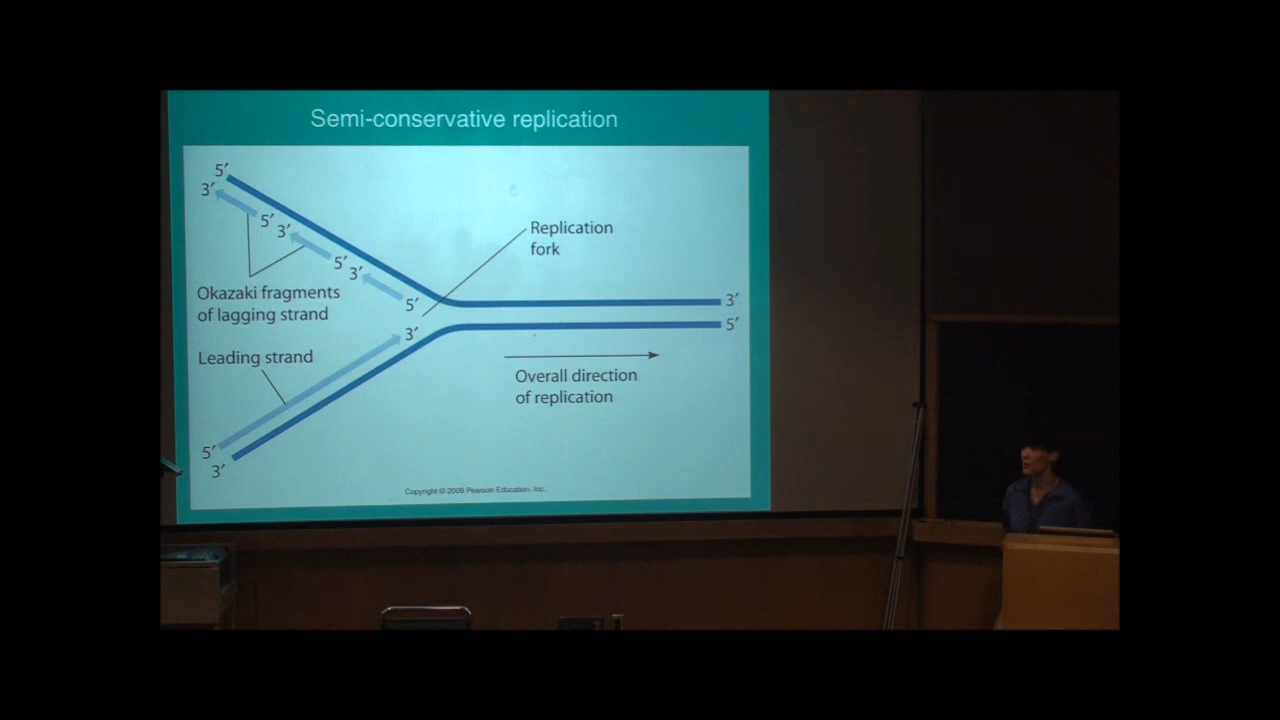 Semi-conservative replication
5′
3′
5′
3′
5′
3′
5′
Replication
fork
Okazaki fragments
of lagging strand
3′
5′
3′
Leading strand
Overall direction
of replication
5′
3′
Copyright © 2009 Pearson Education, Inc.